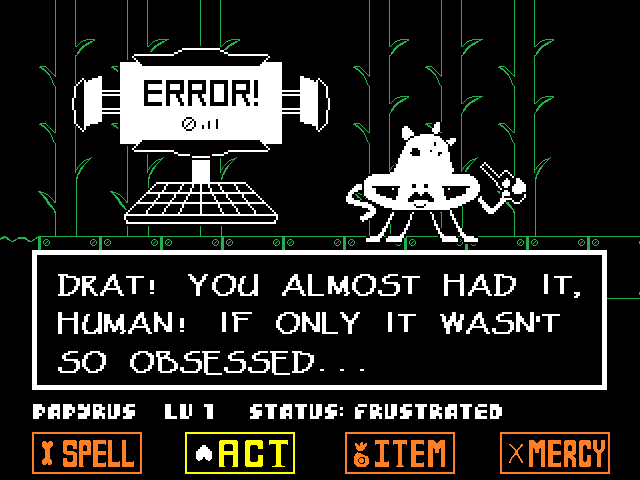 ERROR!
DRAT! YOU ALMOST HAD IT,
HUMAN! IF ONLY IT WASN'T
SO OBSESSED...
PAPYRUS LV 1 STATUS: FRUSTRATED
SPELL ACT ITEM MERCY